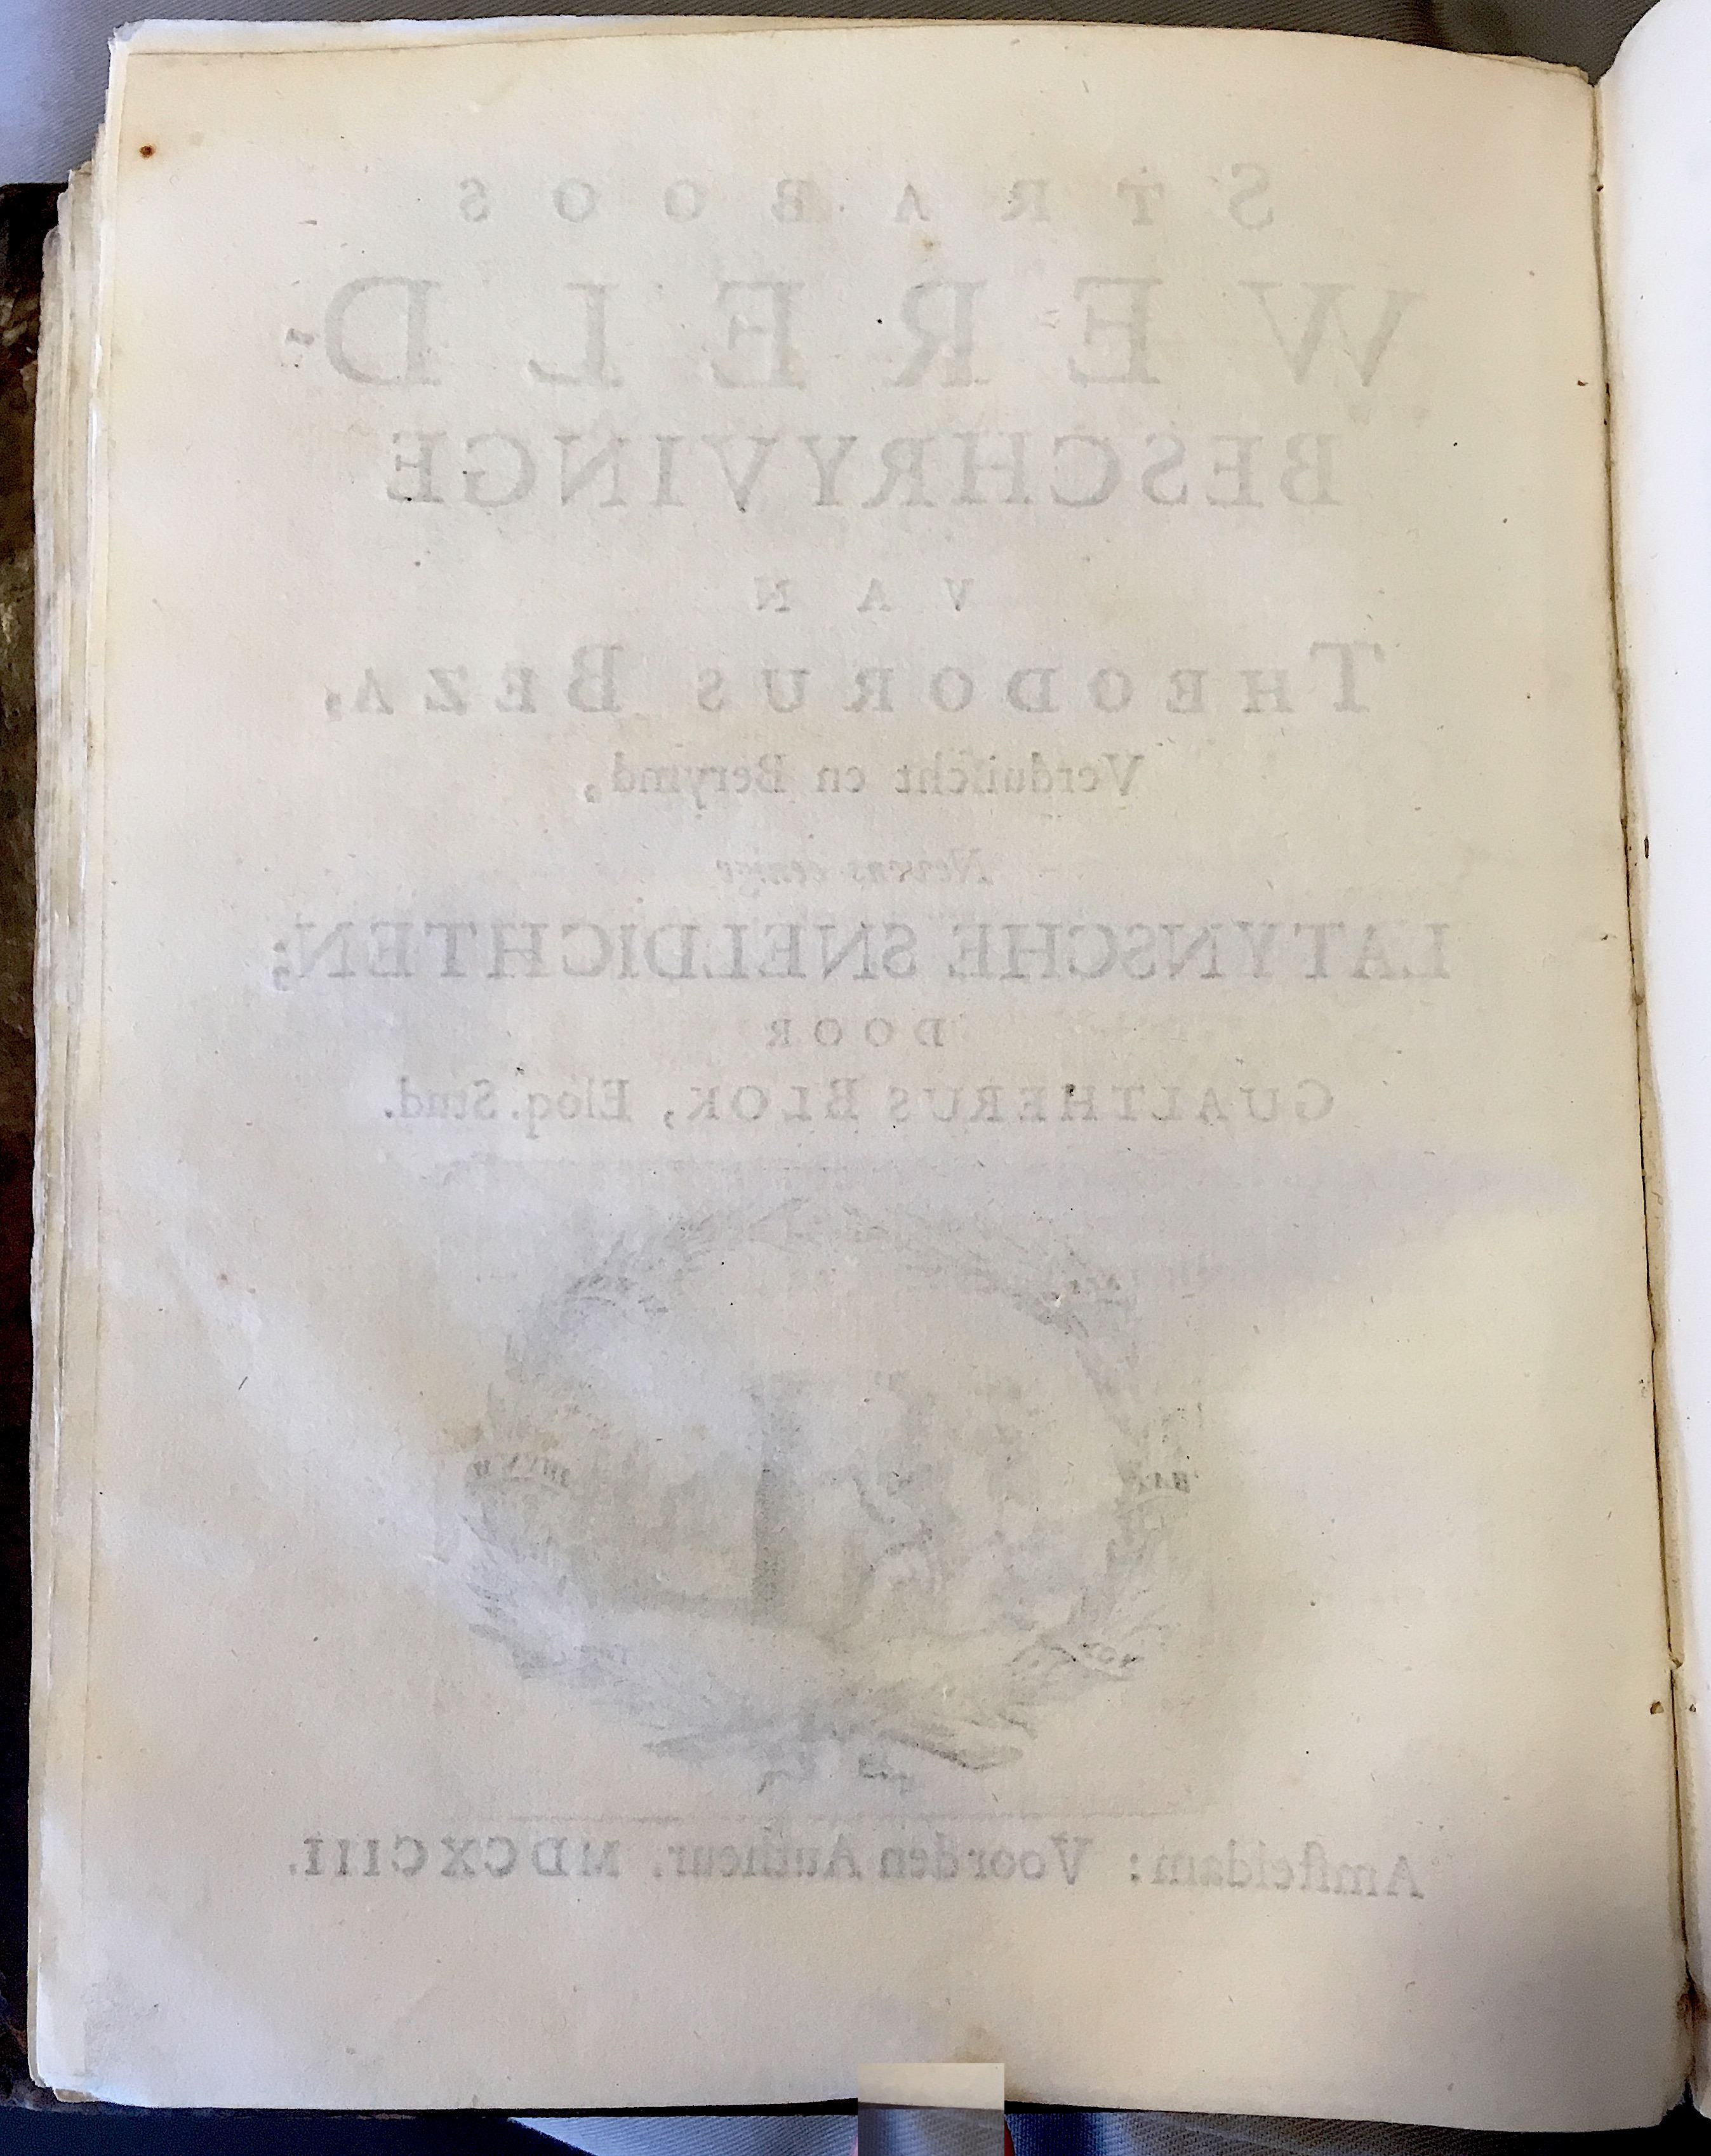 STRABOOS
WERELD-
BESCHRYVINGE
VAN
THEODORUS BEZA,
Verduiſcht en Berymd,
Nevens eenige
LATYNSCHE SNELDICHTEN;
DOOR
GUALTHERUS BLOK, Eloq. Stud.
Amſteldam: Voor den Autheur. MDCXCIII.